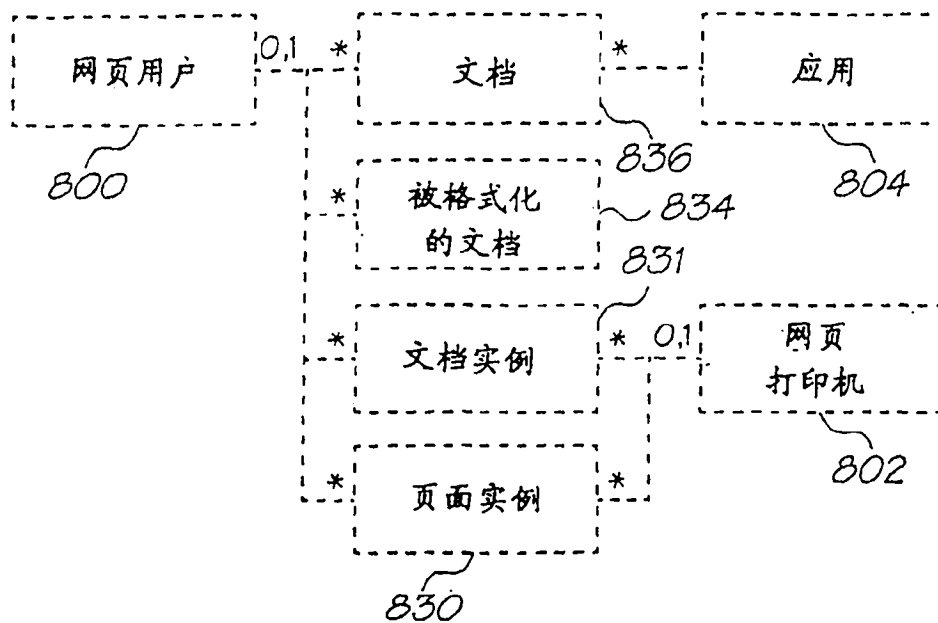 网页用户
0,1
*
文档
*
应用
800
836
804
*
被格式化
的文档
834
831
*
文档实例
*
0,1
网页
打印机
802
*
页面实例
*
830